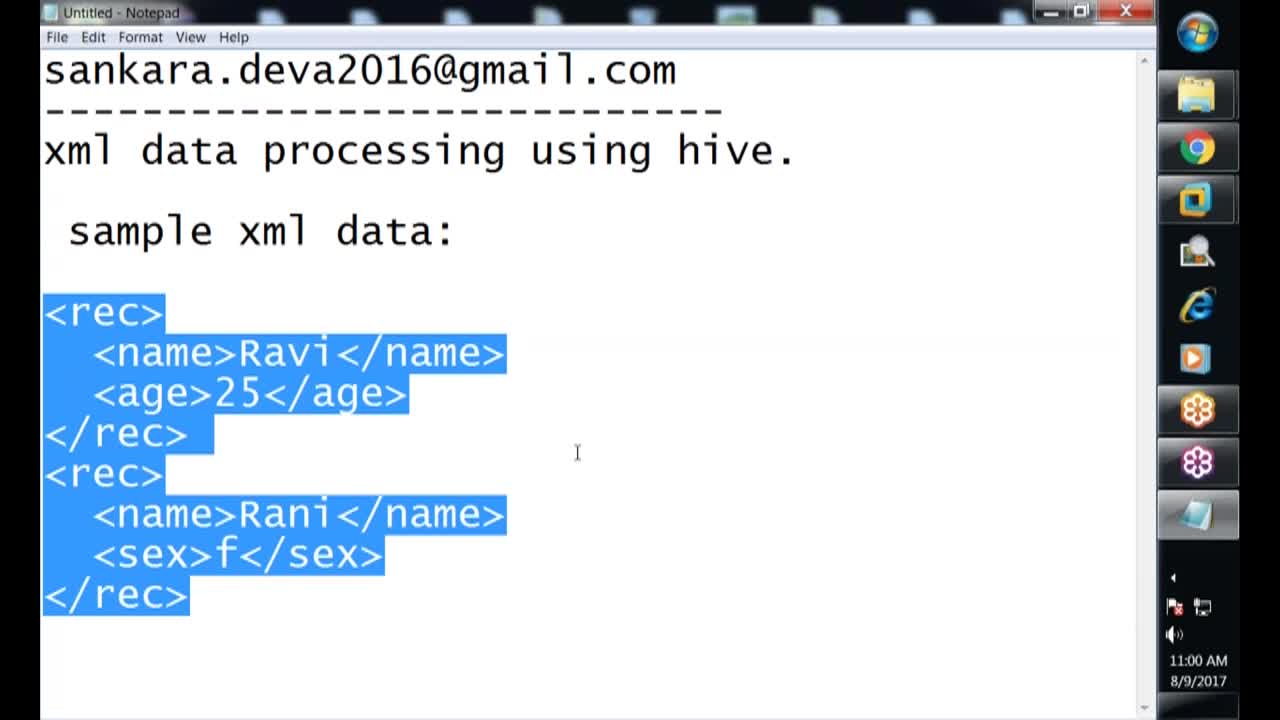 Untitled - Notepad
File Edit Format View Help
sankara.deva2016@gmail.com
----------------------------
xml data processing using hive.
sample xml data:
<rec>
<name>Ravi</name>
<age>25</age>
</rec>
<rec>
<name>Rani</name>
<sex>f</sex>
</rec>
11:00 AM
8/9/2017